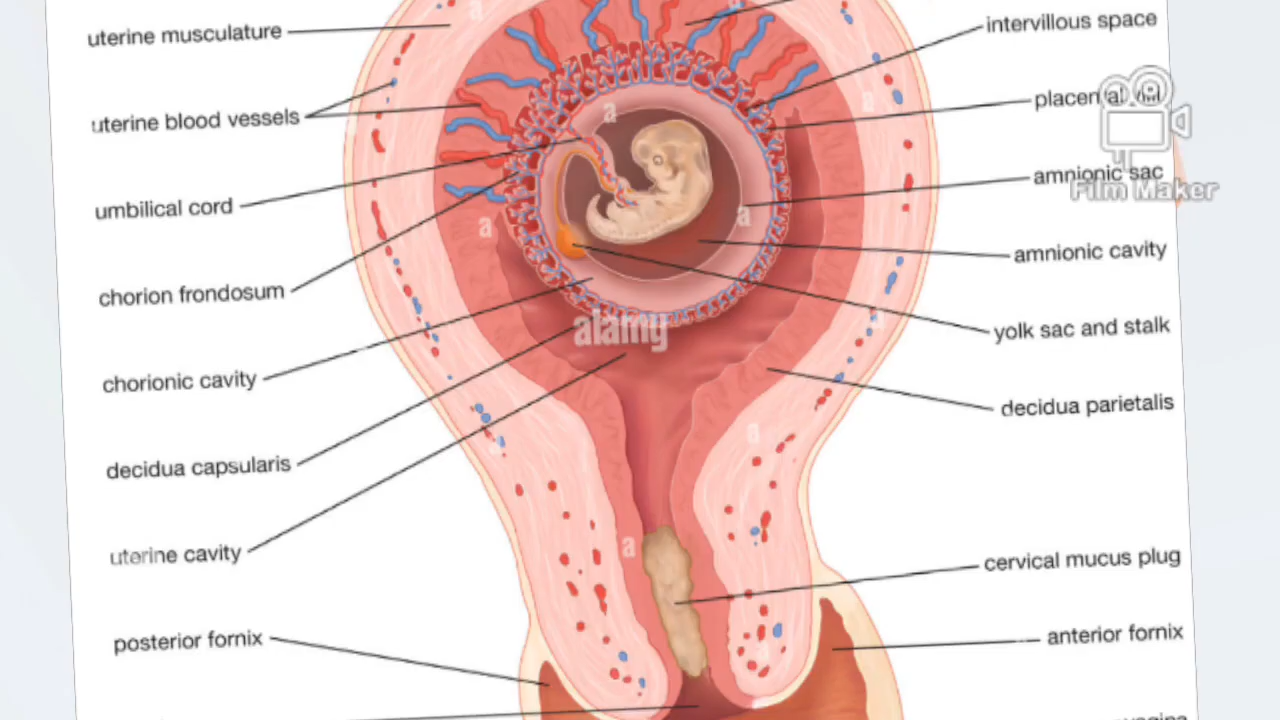 uterine musculature
uterine blood vessels
umbilical cord
chorion frondosum
chorionic cavity
decidua capsularis
uterine cavity
posterior fornix
intervillous space
amnionic sac
amnionic cavity
yolk sac and stalk
decidua parietalis
cervical mucus plug
anterior fornix
Film Maker
alamy
a
a
a
a
a
a
a